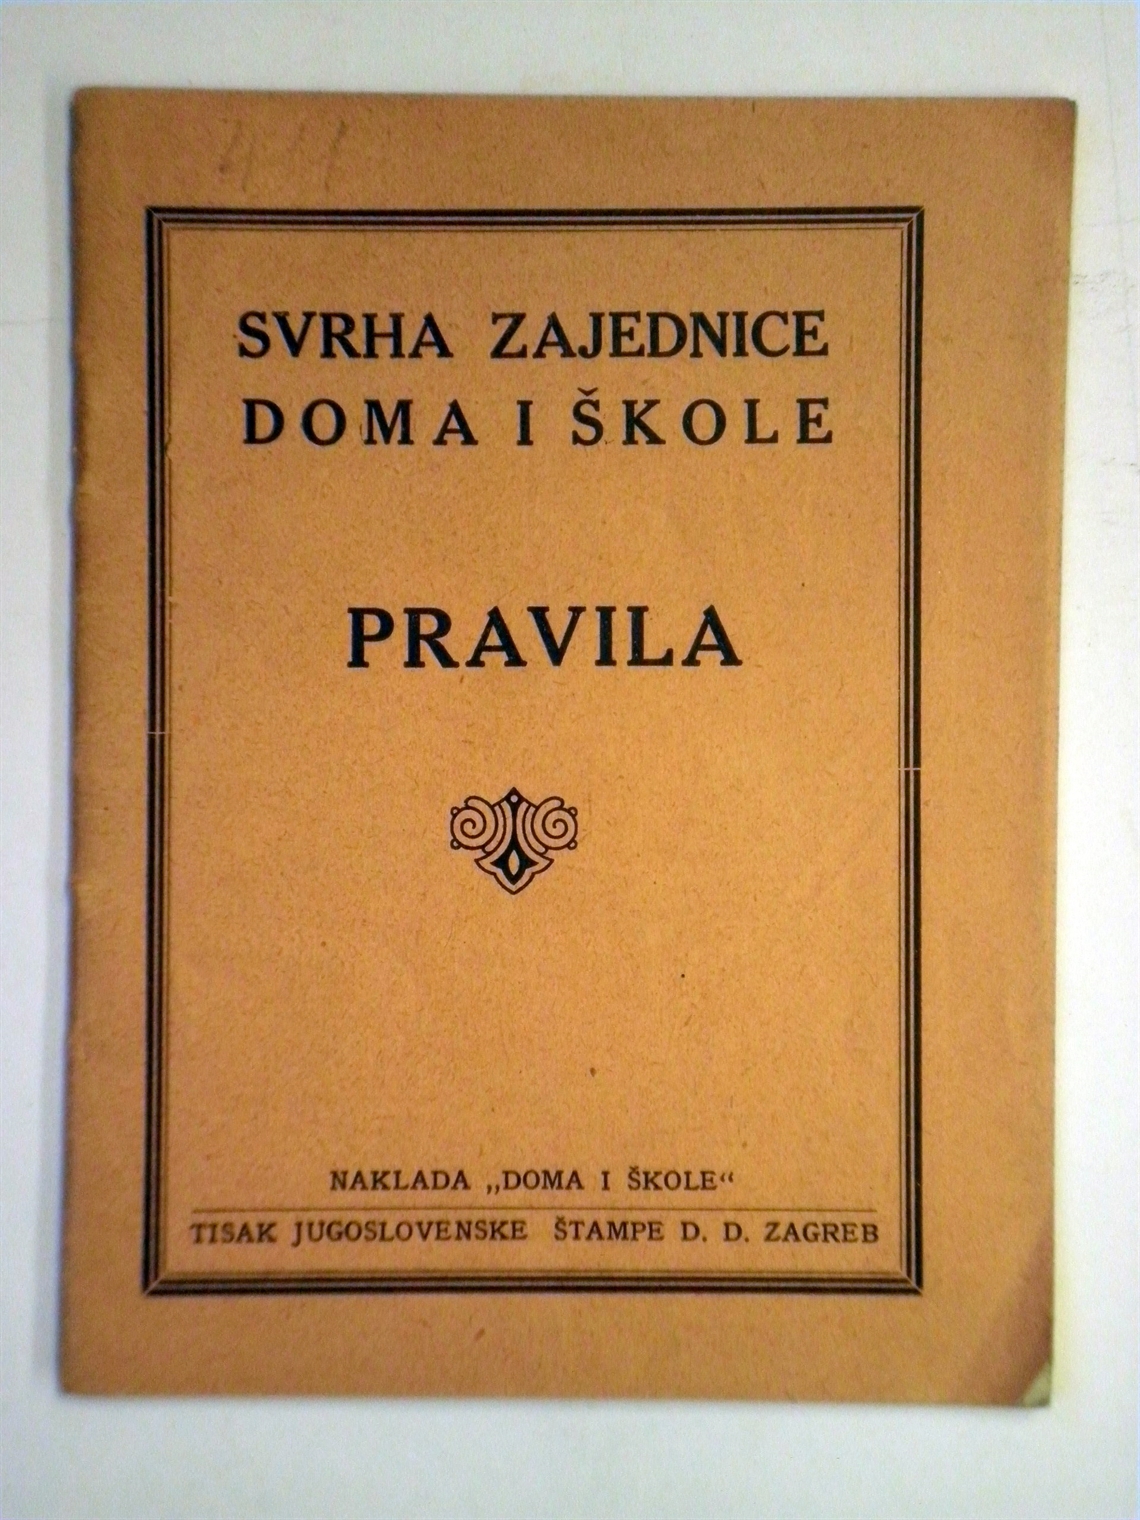 SVRHA ZAJEDNICE
DOMA I ŠKOLE
PRAVILA
NAKLADA „DOMA I ŠKOLE“
TISAK JUGOSLOVENSKE ŠTAMPE D. D. ZAGREB